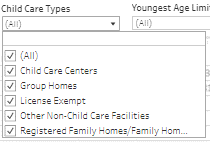 Child Care Types
Youngest Age Limi
(All)
(All)
(All)
Child Care Centers
Group Homes
License Exempt
Other Non-Child Care Facilities
Registered Family Homes/Family Hom...